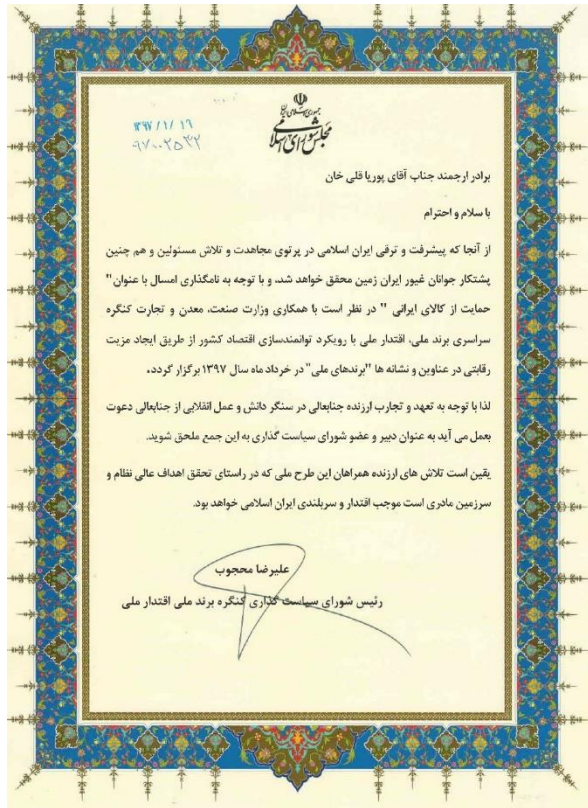 جمهوری اسلامی ایران
مجلس شورای اسلامی
۱۳۹۷/۱/۱۹
۹۷۰۰۲۵۳۲
برادر ارجمند جناب آقای پوریا قلی خان
با سلام و احترام
از آنجا که پیشرفت و ترقی ایران اسلامی در پرتوی مجاهدت و تلاش مسئولین و هم چنین
پشتکار جوانان غیور ایران زمین محقق خواهد شد، و با توجه به نامگذاری امسال با عنوان "
حمایت از کالای ایرانی " در نظر است با همکاری وزارت صنعت، معدن و تجارت کنگره
سراسری برند ملی، اقتدار ملی با رویکرد توانمندسازی اقتصاد کشور از طریق ایجاد مزیت
رقابتی در عناوین و نشانه ها "برندهای ملی" در خرداد ماه سال ۱۳۹۷ برگزار گردد.
لذا با توجه به تعهد و تجارب ارزنده جنابعالی در سنگر دانش و عمل انقلابی از جنابعالی دعوت
بعمل می آید به عنوان دبیر و عضو شورای سیاست گذاری به این جمع ملحق شوید.
یقین است تلاش های ارزنده همراهان این طرح ملی که در راستای تحقق اهداف عالی نظام و
سرزمین مادری است موجب اقتدار و سربلندی ایران اسلامی خواهد بود.
علیرضا محجوب
رئیس شورای سیاست گذاری کنگره برند ملی اقتدار ملی